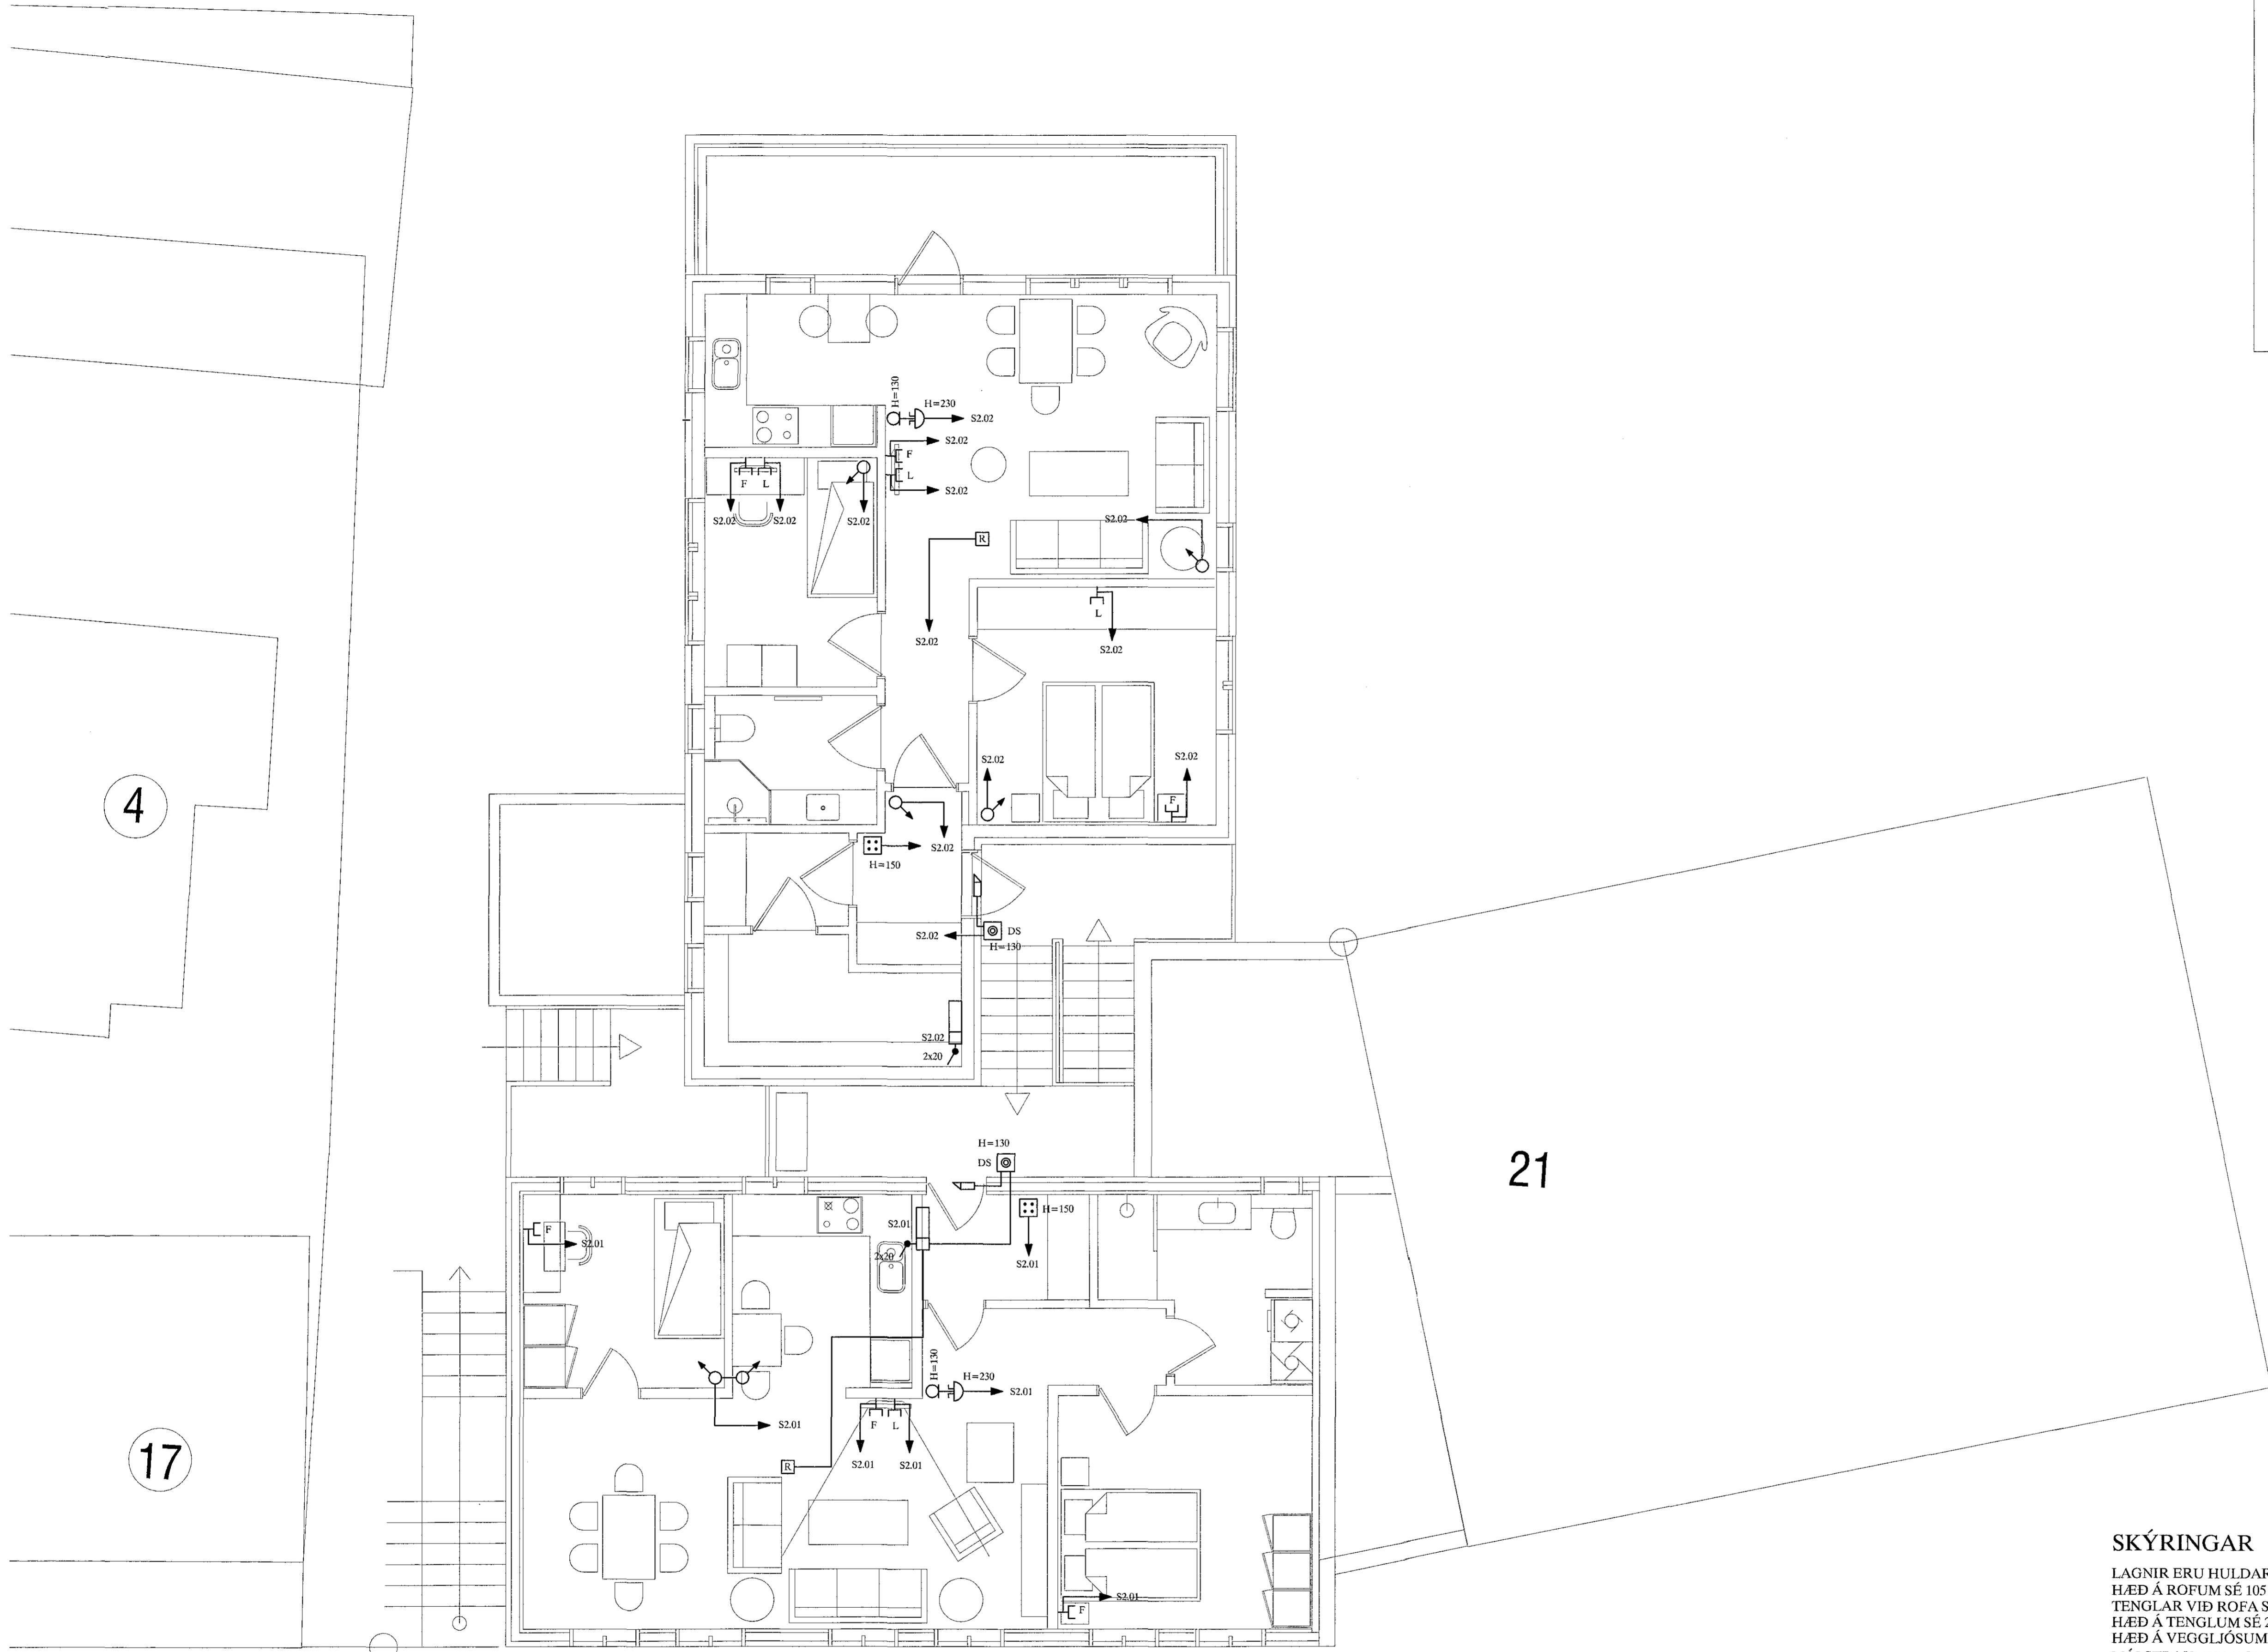 H=130
H=230
S2.02
S2.02
F
L
S2.02
F L
S2.02 S2.02 S2.02
S2.02
R
L
S2.02
S2.02
S2.02
S2.02
F
4
S2.02
H=150
S2.02 DS
H=130
S2.02
2x20
H=130
DS
21
H=150
S2.01
F
S2.01
2x20
S2.01
H=130
H=230
S2.01
F L
S2.01
17
R
S2.01 S2.01
S2.01
F
SKÝRINGAR
LAGNIR ERU HULDAR
HÆÐ Á ROFUM SÉ 105
TENGLAR VIÐ ROFA S
HÆÐ Á TENGLUM SÉ 2
HÆÐ Á VEGGLJÓSUM